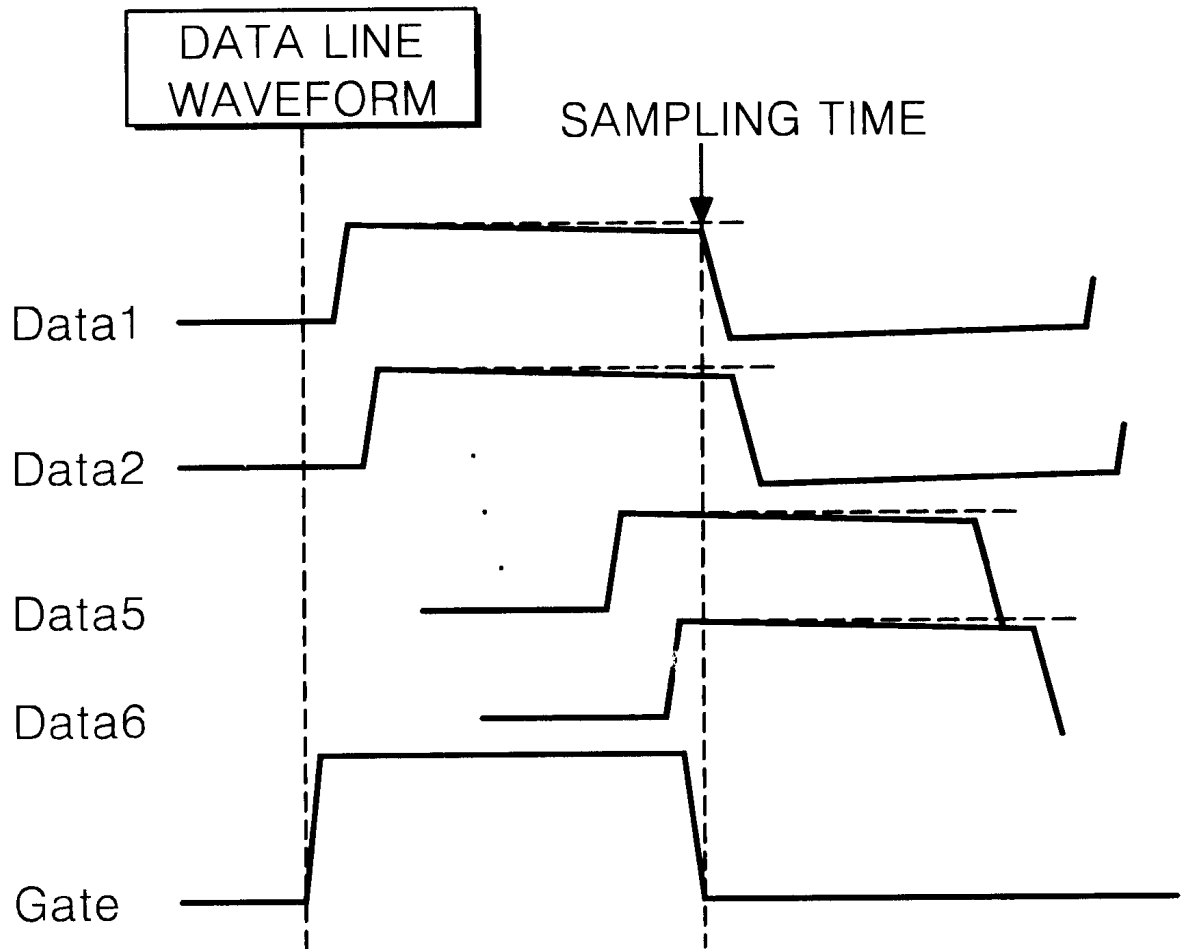 DATA LINE
WAVEFORM
SAMPLING TIME
Data1
Data2
Data5
Data6
Gate